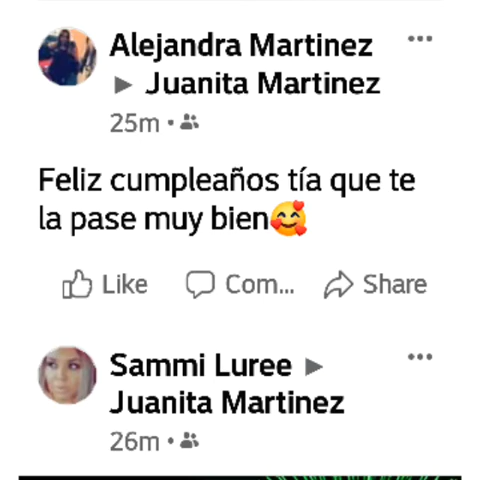 Alejandra Martinez
▶ Juanita Martinez
25m •
Feliz cumpleaños tía que te
la pase muy bien🥰
Like Com... Share
Sammi Luree ▶
Juanita Martinez
26m •